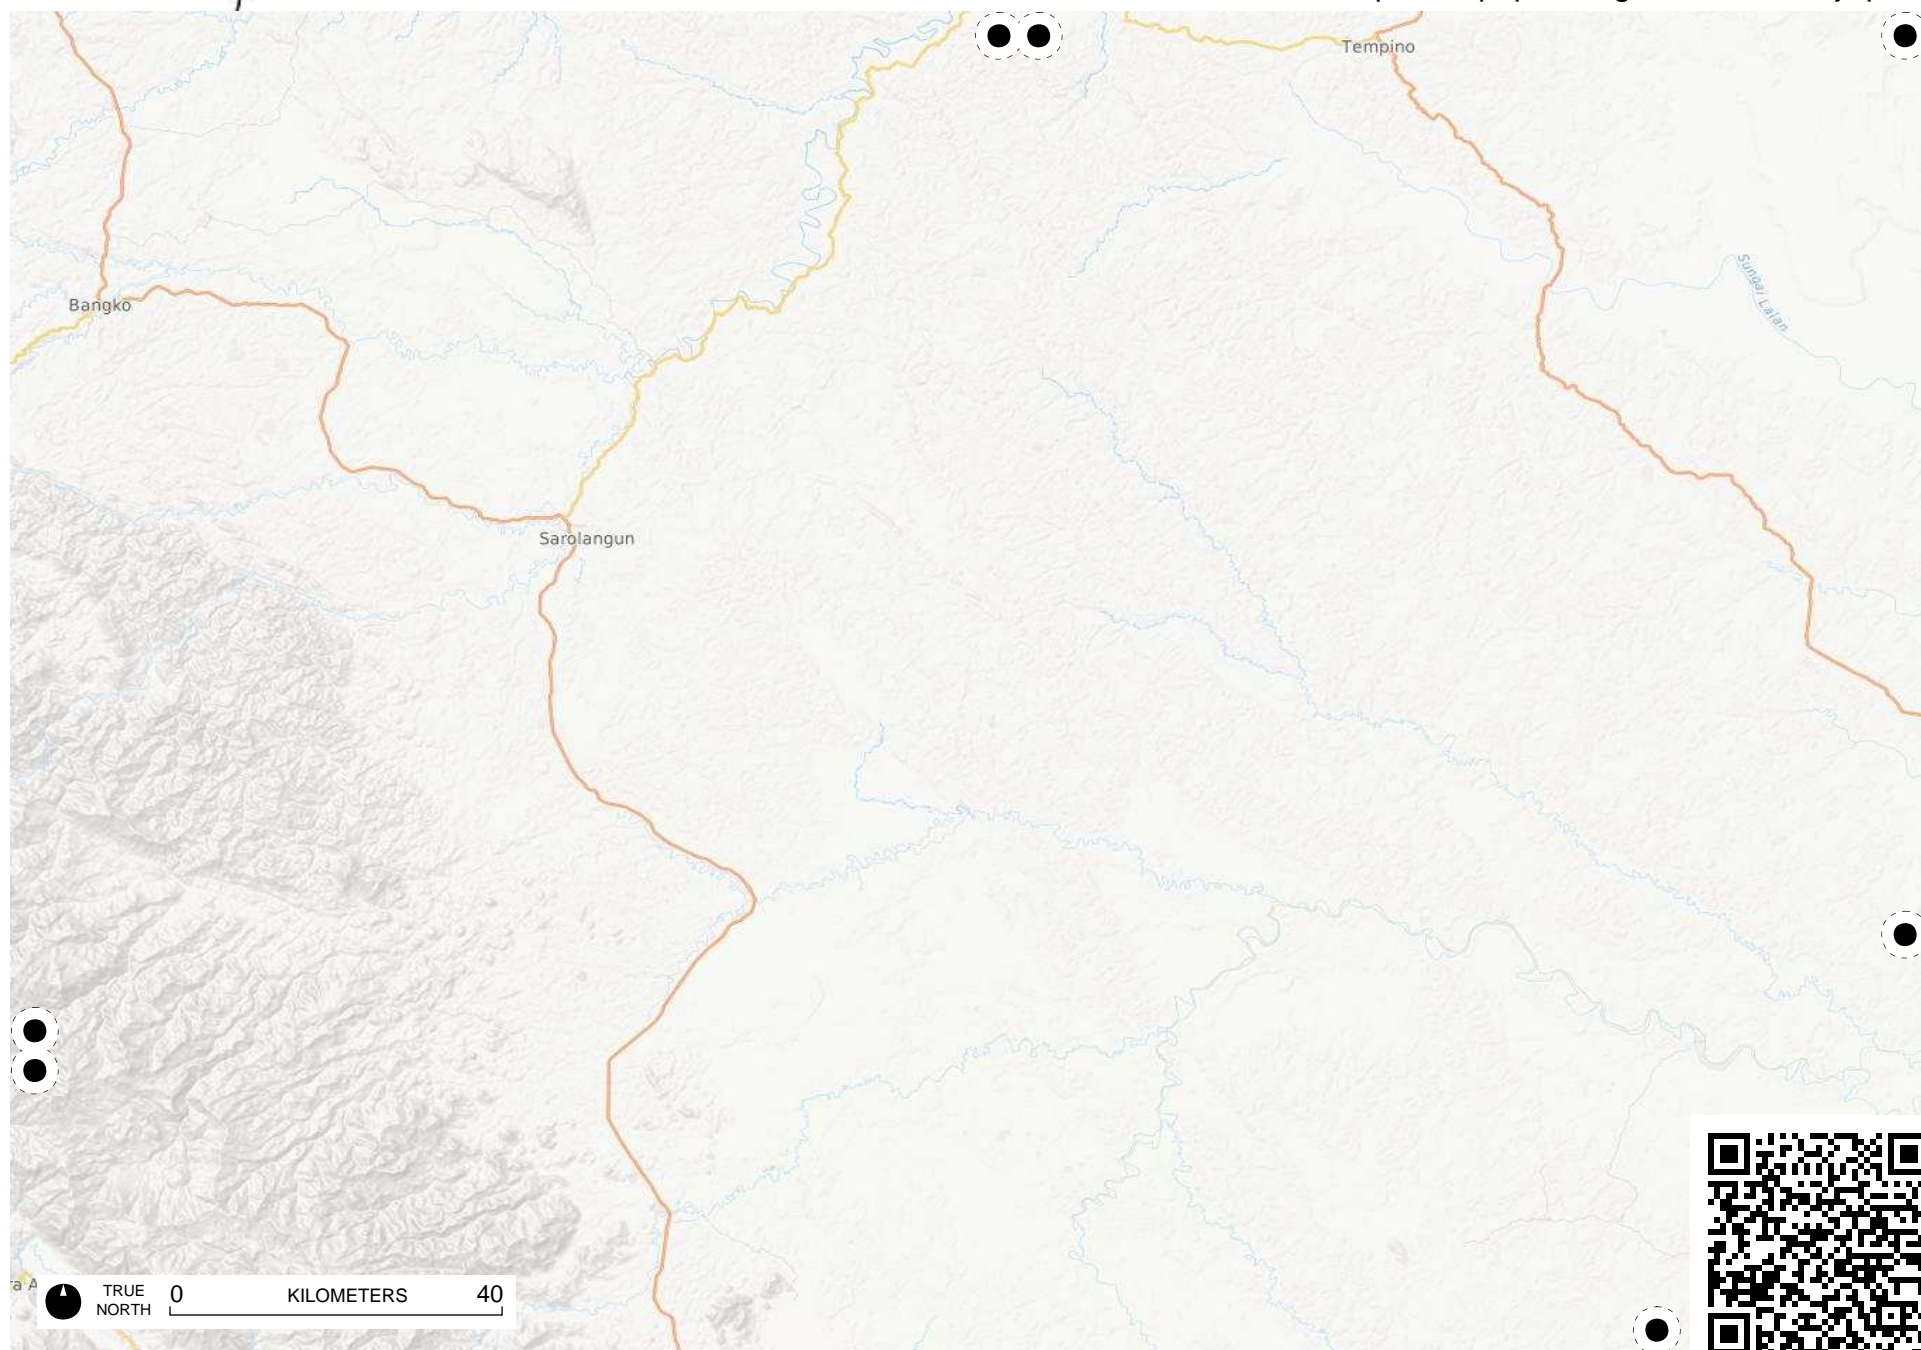 Tempino
Sungai Lalan
Bangko
Sarolangun
TRUE
NORTH
0
KILOMETERS
40